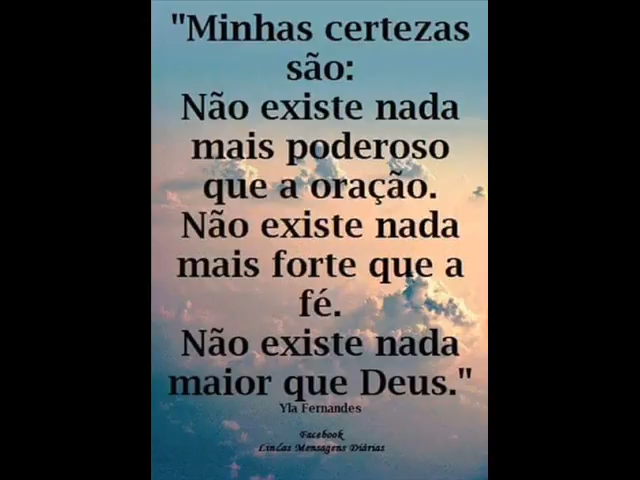 "Minhas certezas
são:
Não existe nada
mais poderoso
que a oração.
Não existe nada
mais forte que a
fé.
Não existe nada
maior que Deus."
Yla Fernandes
Facebook
Lindas Mensagens Diárias